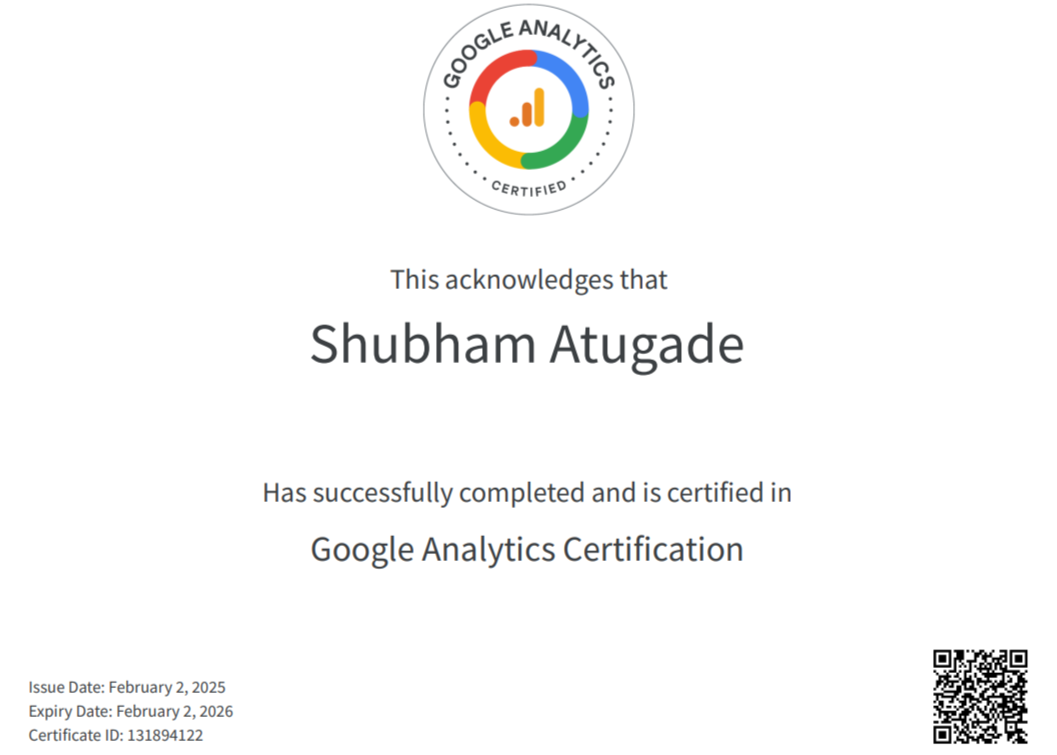 GOOGLE ANALYTICS
CERTIFIED
This acknowledges that
Shubham Atugade
Has successfully completed and is certified in
Google Analytics Certification
Issue Date: February 2, 2025
Expiry Date: February 2, 2026
Certificate ID: 131894122